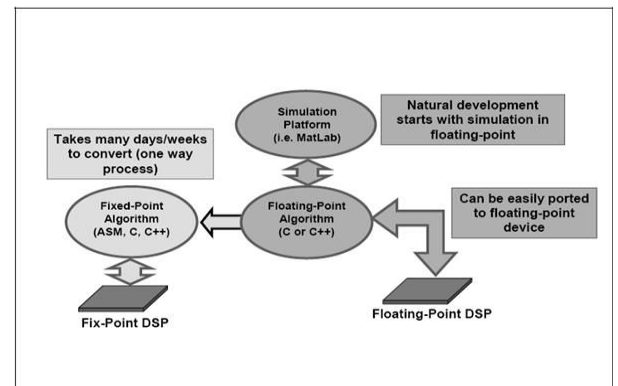 Simulation
Platform
(i.e. MatLab)
Natural development
starts with simulation in
floating-point
Takes many days/weeks
to convert (one way
process)
Fixed-Point
Algorithm
(ASM, C, C++)
Floating-Point
Algorithm
(C or C++)
Can be easily ported
to floating-point
device
Fix-Point DSP
Floating-Point DSP